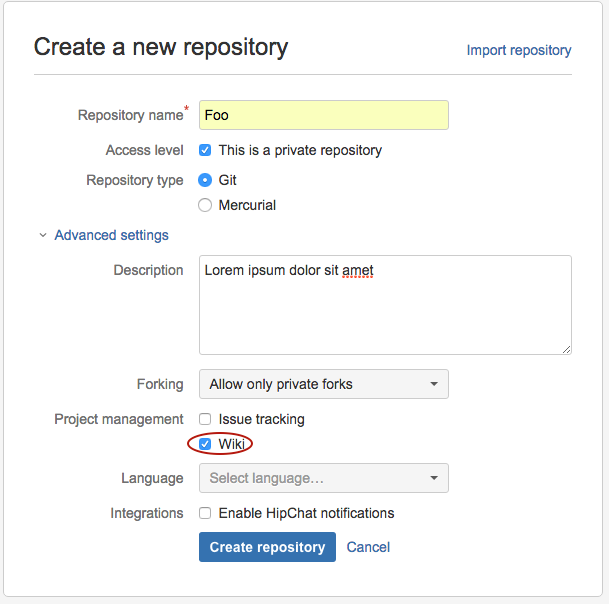 Create a new repository
Import repository
Repository name*
Foo
Access level
This is a private repository
Repository type
Git
Mercurial
Advanced settings
Description
Lorem ipsum dolor sit amet
Forking
Allow only private forks
Project management
Issue tracking
Wiki
Language
Select language…
Integrations
Enable HipChat notifications
Create repository
Cancel